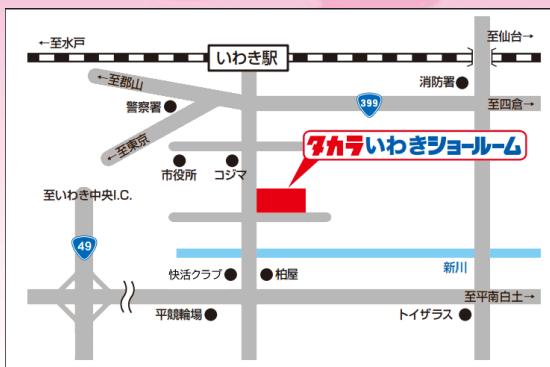 ←至水戸
至仙台→
いわき駅
←至郡山
消防署
警察署
399
至四倉→
←至東京
タカラいわきショールーム
市役所
コジマ
至いわき中央I.C.
49
新川
快活クラブ
柏屋
至平南白土→
平競輪場
トイザラス